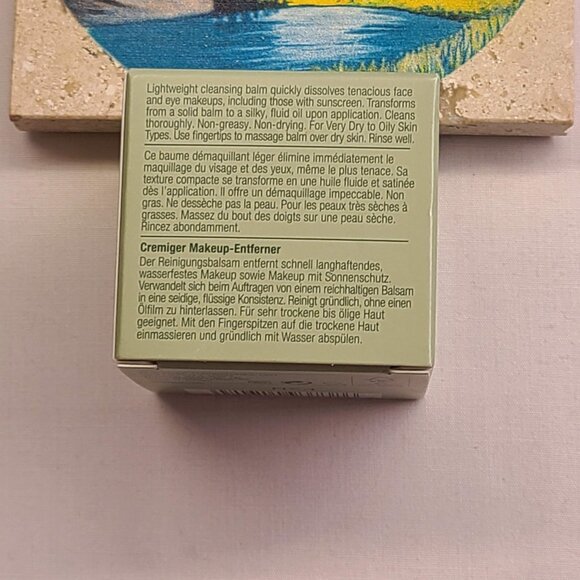 Lightweight cleansing balm quickly dissolves tenacious face
and eye makeups, including those with sunscreen. Transforms
from a solid balm to a silky, fluid oil upon application. Cleans
thoroughly. Non-greasy. Non-drying. For Very Dry to Oily Skin
Types. Use fingertips to massage balm over dry skin. Rinse well.
Ce baume démaquillant léger élimine immédiatement le
maquillage du visage et des yeux, même le plus tenace. Sa
texture compacte se transforme en une huile fluide et satinée
dès l'application. Il offre un démaquillage impeccable. Non
gras. Ne dessèche pas la peau. Pour les peaux très sèches à
grasses. Massez du bout des doigts sur une peau sèche.
Rincez abondamment.
Cremiger Makeup-Entferner
Der Reinigungsbalsam entfernt schnell langhaftendes,
wasserfestes Makeup sowie Makeup mit Sonnenschutz.
Verwandelt sich beim Auftragen von einem reichhaltigen Balsam
in eine seidige, flüssige Konsistenz. Reinigt gründlich, ohne einen
Ölfilm zu hinterlassen. Für sehr trockene bis ölige Haut
geeignet. Mit den Fingerspitzen auf die trockene Haut
einmassieren und gründlich mit Wasser abspülen.